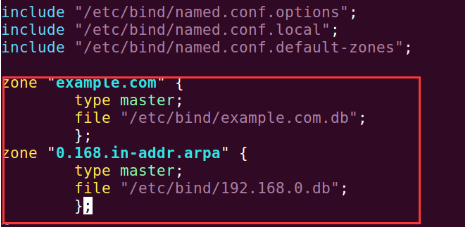 include "/etc/bind/named.conf.options";
include "/etc/bind/named.conf.local";
include "/etc/bind/named.conf.default-zones";
zone "example.com" {
type master;
file "/etc/bind/example.com.db";
};
zone "0.168.in-addr.arpa" {
type master;
file "/etc/bind/192.168.0.db";
};